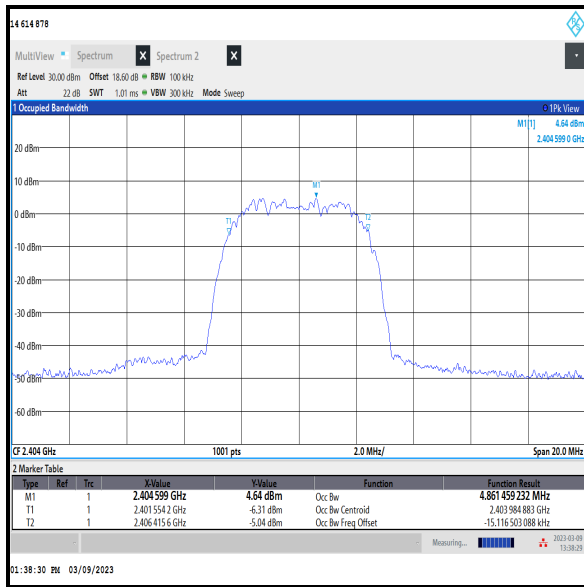 14 614 878
MultiView Spectrum X Spectrum 2 X
Ref Level 30.00 dBm Offset 18.60 dB RBW 100 kHz
Att 22 dB SWT 1.01 ms VBW 300 kHz Mode Sweep
1 Occupied Bandwidth 1Pk View
M1[1] 4.64 dBm
2.404 599 0 GHz
20 dBm
10 dBm
M1
0 dBm
T1 T2
-10 dBm
-20 dBm
-30 dBm
-40 dBm
-50 dBm
-60 dBm
CF 2.404 GHz 1001 pts 2.0 MHz/ Span 20.0 MHz
2 Marker Table
Type Ref Trc X-Value Y-Value Function Function Result
M1 1 2.404 599 GHz 4.64 dBm Occ Bw 4.861 459 232 MHz
T1 1 2.401 554 2 GHz -6.31 dBm Occ Bw Centroid 2.403 984 883 GHz
T2 1 2.406 415 6 GHz -5.04 dBm Occ Bw Freq Offset -15.116 503 088 kHz
Measuring... 2023-03-09
13:38:29
01:38:30 PM 03/09/2023